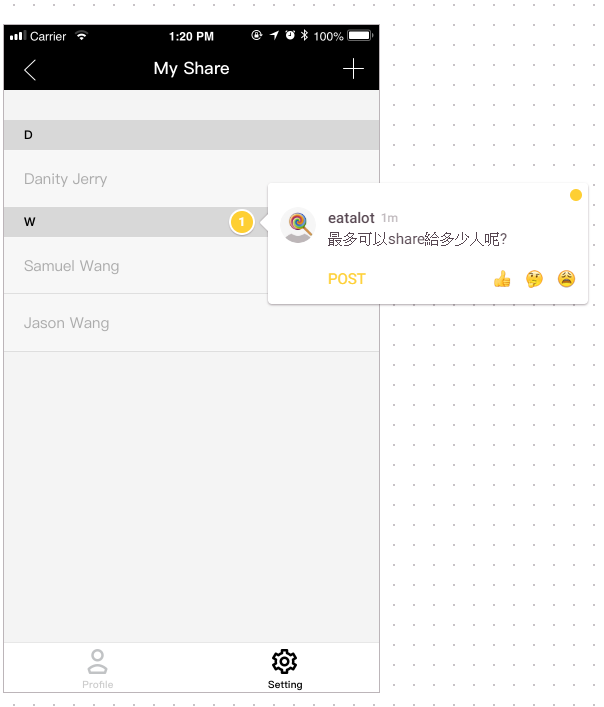 Carrier
1:20 PM
100%
My Share
D
Danity Jerry
W
1
eatalot 1m
最多可以share給多少人呢?
POST
Samuel Wang
Jason Wang
Profile
Setting